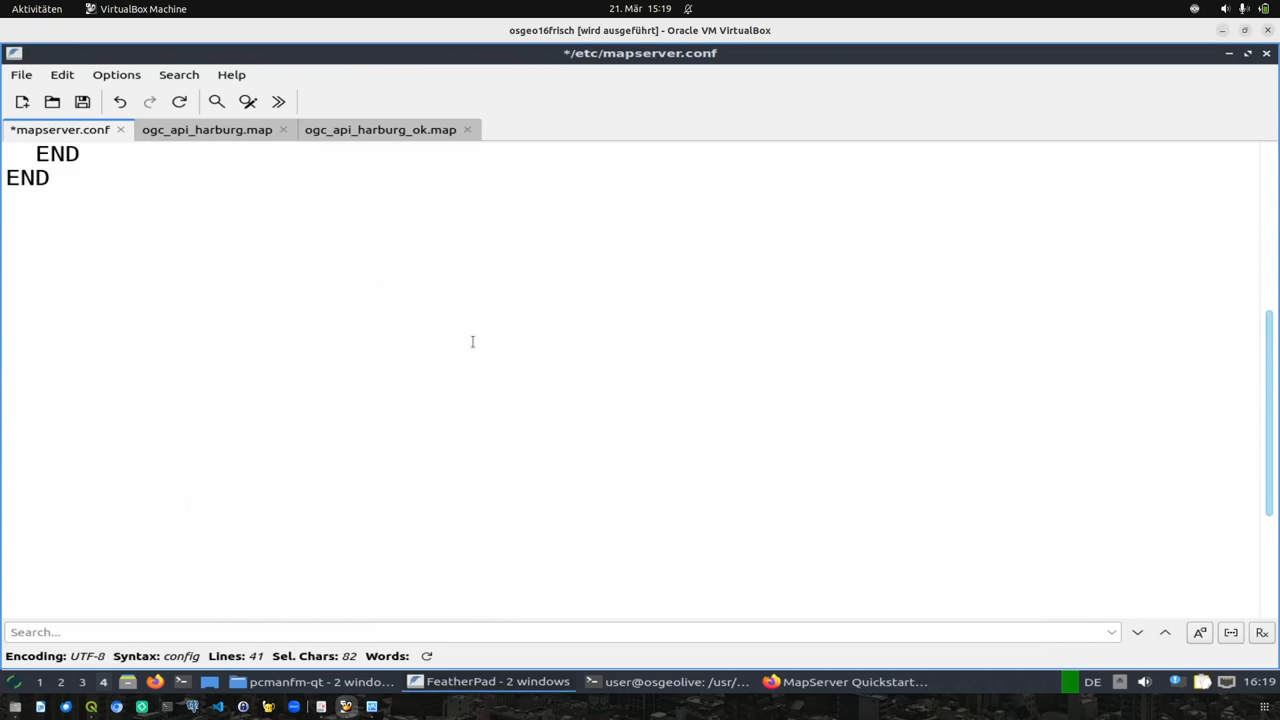 Aktivitäten
VirtualBox Machine
21. Mär 15:19
osgeo16frisch [wird ausgeführt] - Oracle VM VirtualBox
*/etc/mapserver.conf
File Edit Options Search Help
*mapserver.conf
ogc_api_harburg.map
ogc_api_harburg_ok.map
END
END
Search...
Encoding: UTF-8 Syntax: config Lines: 41 Sel. Chars: 82 Words:
1 2 3 4
pcmanfm-qt - 2 windo...
FeatherPad - 2 windows
user@osgeolive: /usr/...
MapServer Quickstart...
DE
16:19